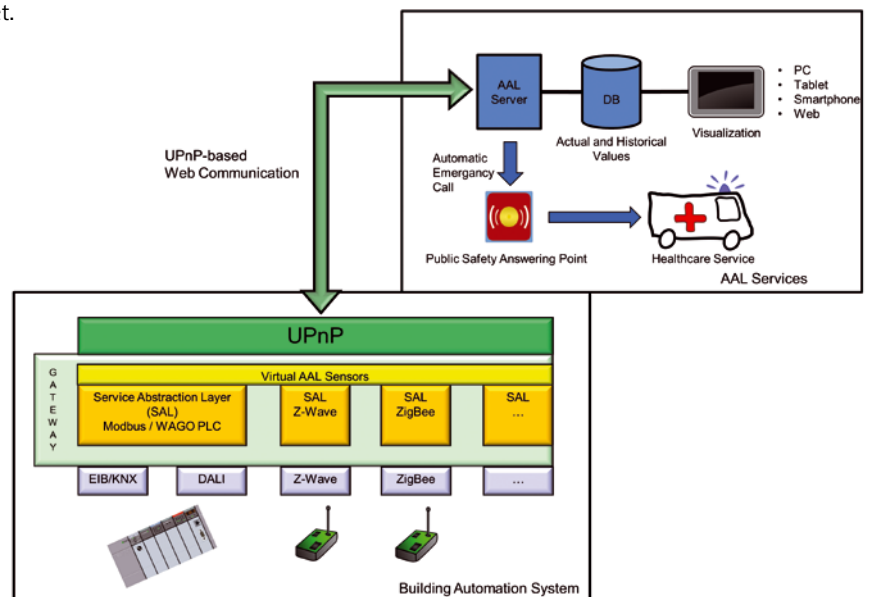 t.
AAL
Server
DB
Actual and Historical
Values
Visualization
• PC
• Tablet
• Smartphone
• Web
UPnP-based
Web Communication
Automatic
Emergancy
Call
Public Safety Answering Point
Healthcare Service
AAL Services
UPnP
GATEWAY
Virtual AAL Sensors
Service Abstraction Layer
(SAL)
Modbus / WAGO PLC
SAL
Z-Wave
SAL
ZigBee
SAL
...
EIB/KNX
DALI
Z-Wave
ZigBee
...
Building Automation System